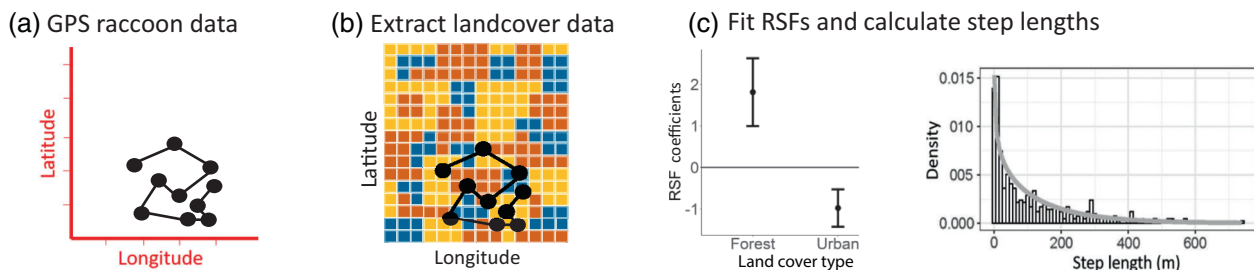 (a) GPS raccoon data
Latitude
Longitude
(b) Extract landcover data
Latitude
Longitude
(c) Fit RSFs and calculate step lengths
RSF coefficients
2
1
0
-1
Forest
Urban
Land cover type
Density
0.015
010
005
0.000
0
200
400
600
Step length (m)